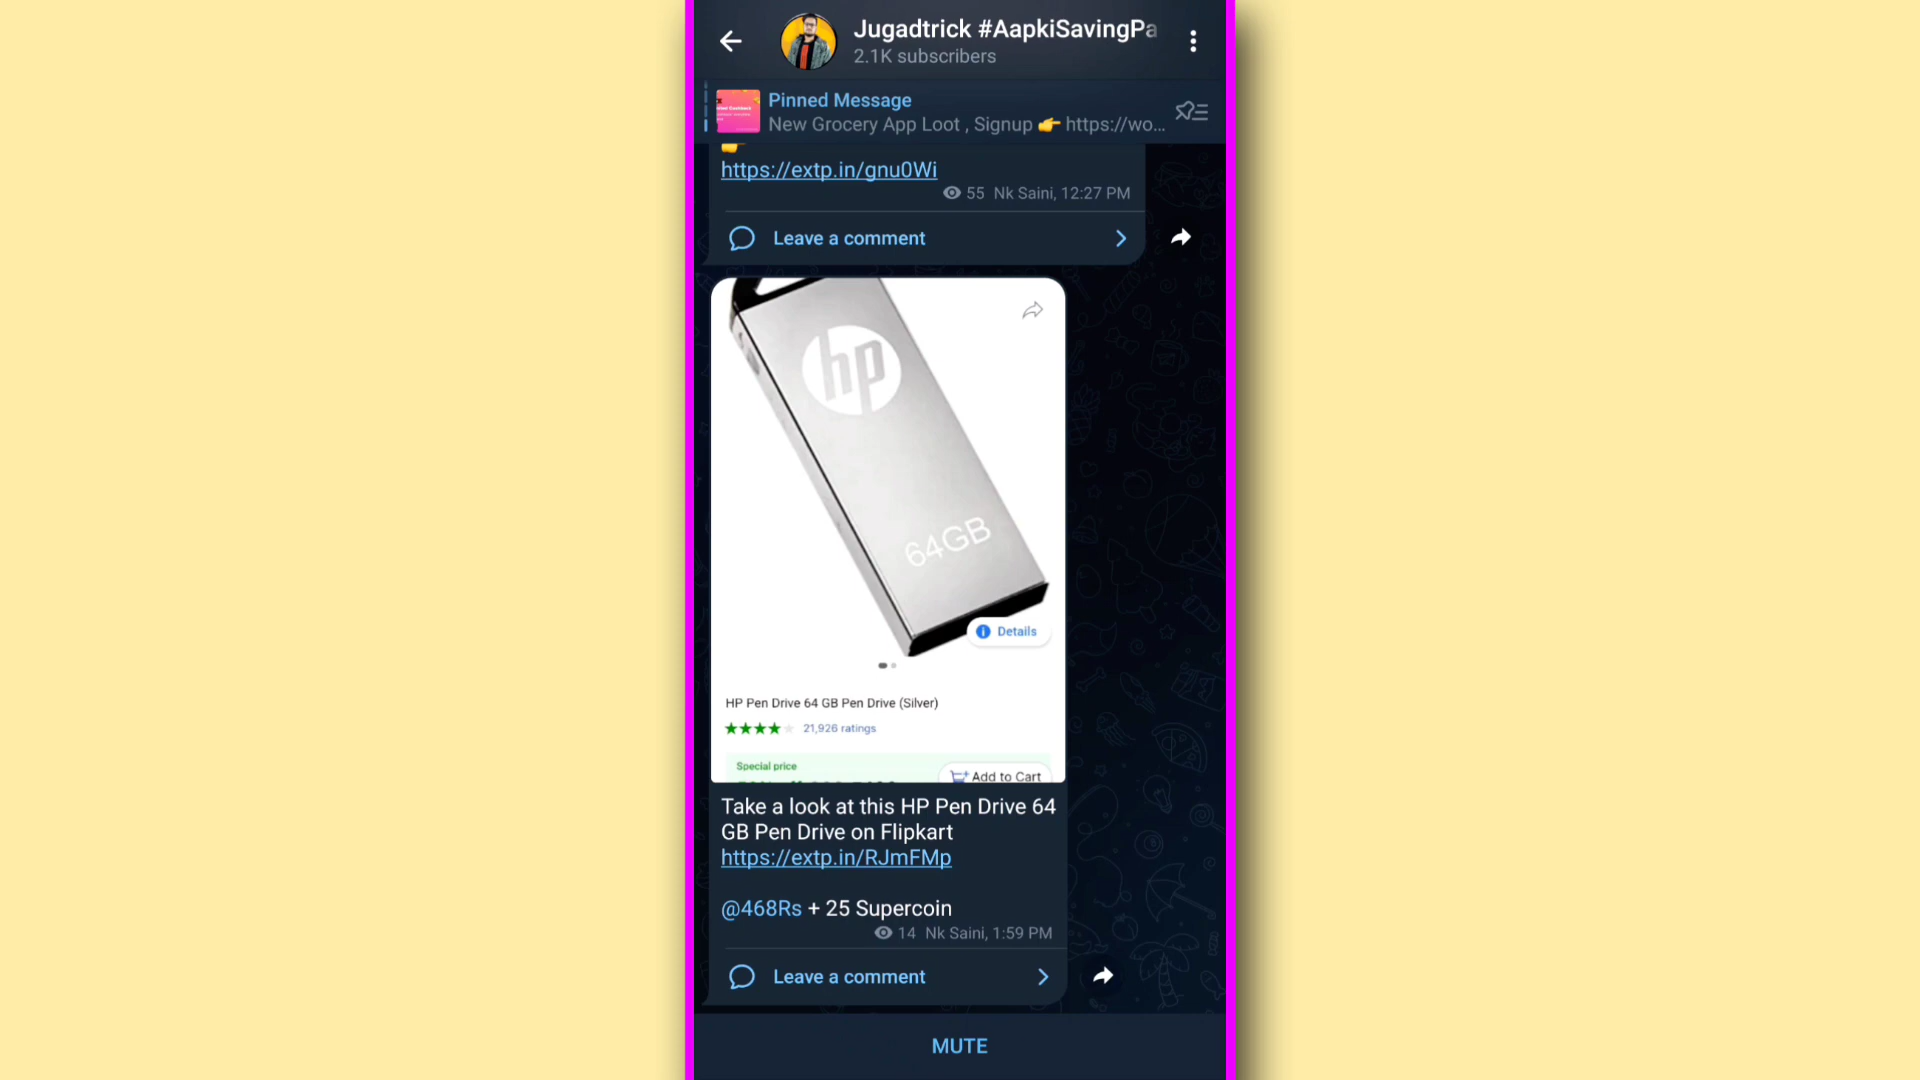 Jugadtrick #AapkiSavingPa
2.1K subscribers
Pinned Message
New Grocery App Loot , Signup 👉 https://wo...
👉
https://extp.in/gnu0Wi
55 Nk Saini, 12:27 PM
Leave a comment
hp
64GB
Details
HP Pen Drive 64 GB Pen Drive (Silver)
21,926 ratings
Special price
Add to Cart
Take a look at this HP Pen Drive 64
GB Pen Drive on Flipkart
https://extp.in/RJmFMp
@468Rs + 25 Supercoin
14 Nk Saini, 1:59 PM
Leave a comment
MUTE